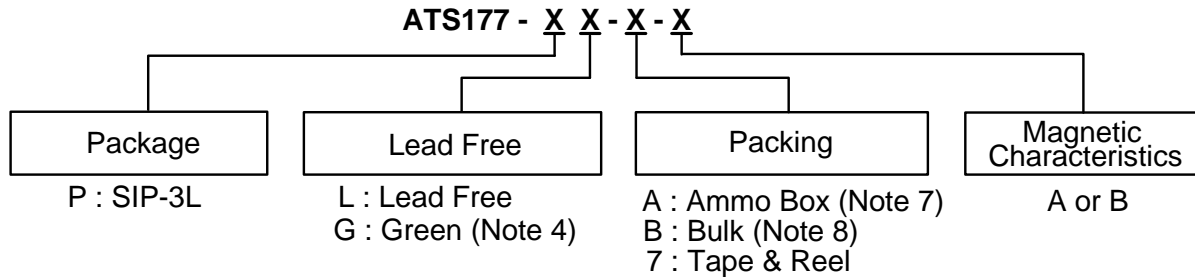 ATS177 - X X - X - X
Package
Lead Free
Packing
Magnetic
Characteristics
P : SIP-3L
L : Lead Free
G : Green (Note 4)
A : Ammo Box (Note 7)
B : Bulk (Note 8)
7 : Tape & Reel
A or B